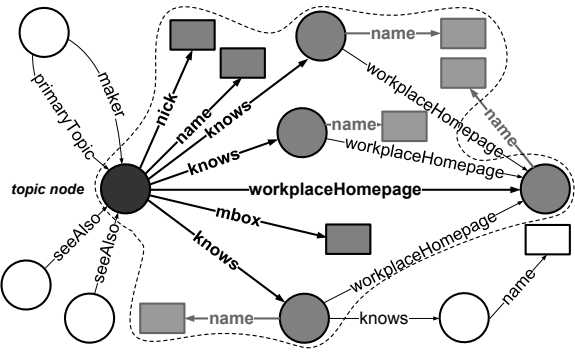 name
nick
name
knows
workplaceHomepage
maker
primaryTopic
name
name
knows
workplaceHomepage
topic node
workplaceHomepage
mbox
seeAlso
seeAlso
knows
workplaceHomepage
name
knows
name